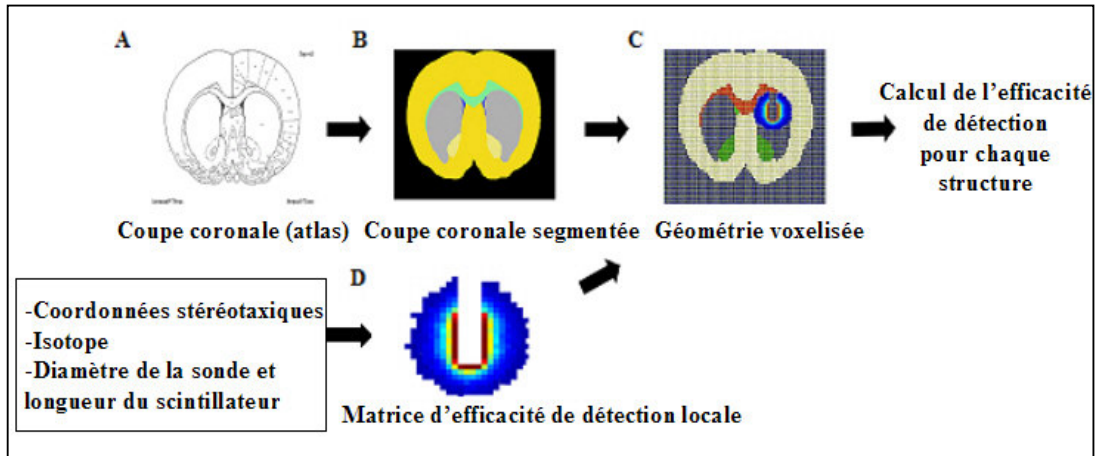 A
B
C
Coupe coronale (atlas)
Coupe coronale segmentée
Géométrie voxelisée
Calcul de l'efficacité
de détection
pour chaque
structure
-Coordonnées stéréotaxiques
-Isotope
-Diamètre de la sonde et
longueur du scintillateur
D
Matrice d'efficacité de détection locale